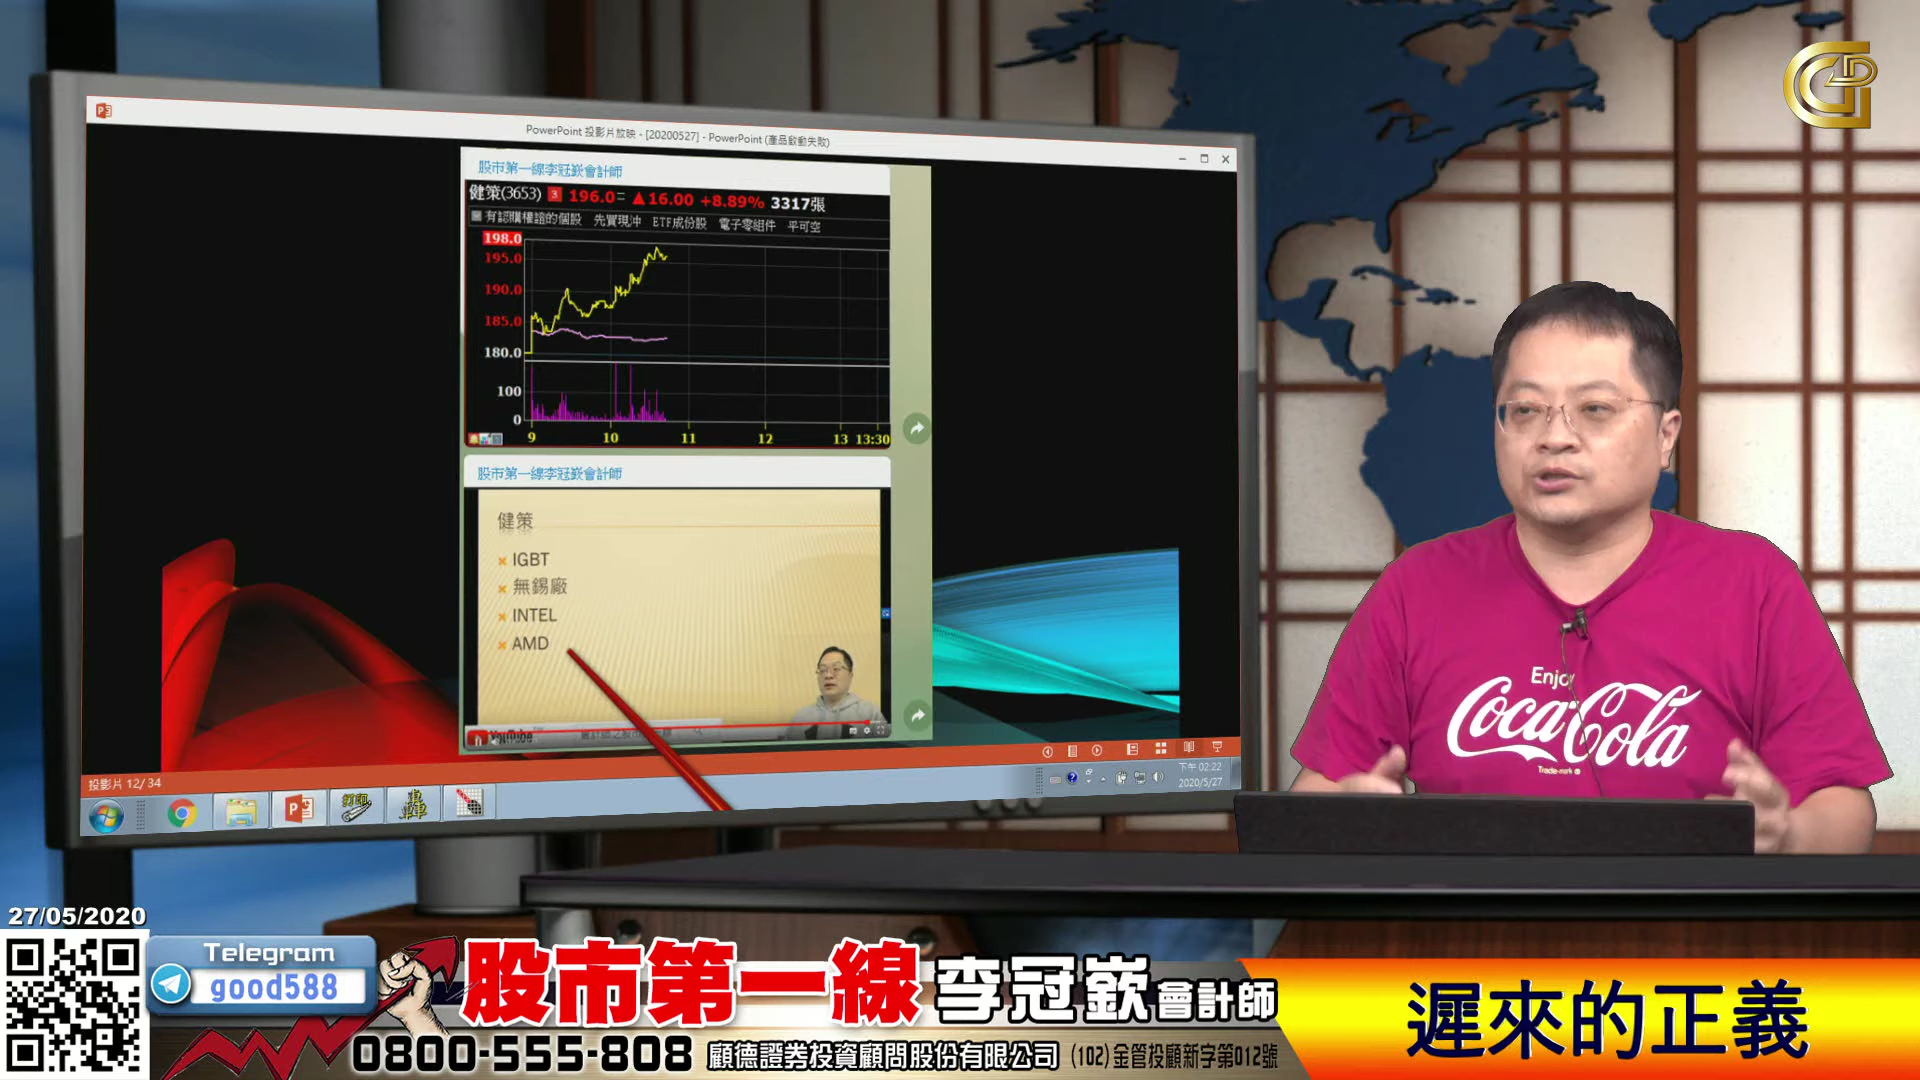 PowerPoint 投影片放映 - [20200527] - PowerPoint (產品啟動失敗)
股市第一線李冠嶔會計師
健策(3653) 3 196.0= ▲16.00 +8.89% 3317張
有認購權證的個股 先買現沖 ETF成份股 電子零組件 平可空
198.0
195.0
190.0
185.0
180.0
100
0
9 10 11 12 13 13:30
股市第一線李冠嶔會計師
健策
IGBT
無錫廠
INTEL
AMD
YouTube
投影片 12/34
下午 02:22
2020/5/27
Enjoy
Coca-Cola
Trade-mark ®
27/05/2020
Telegram
good588
股市第一線 李冠嶔會計師
0800-555-808 顧德證券投資顧問股份有限公司 (102)金管投顧新字第012號
遲來的正義